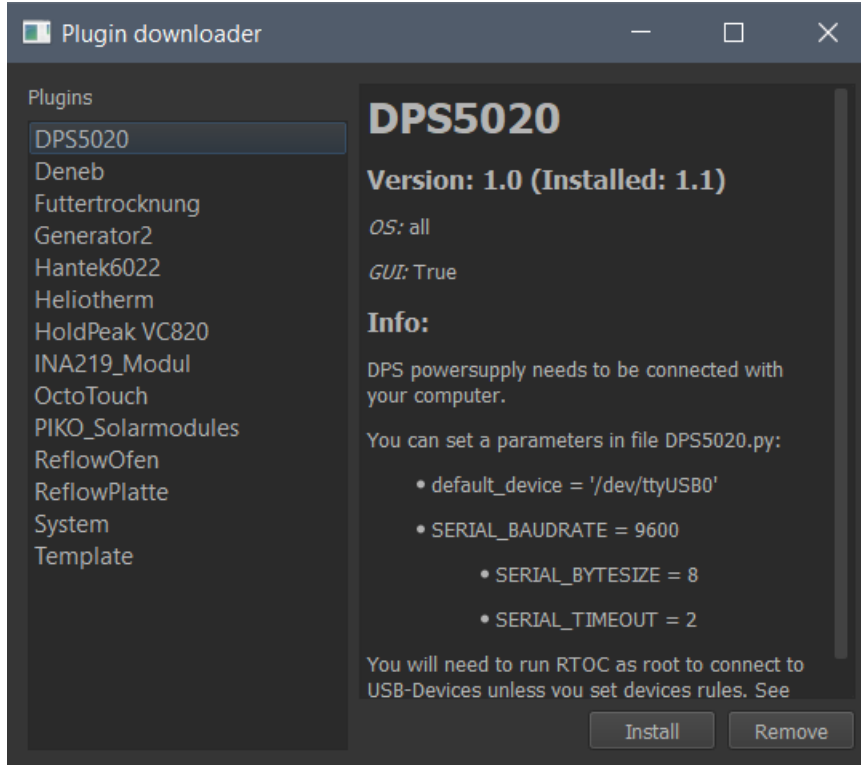 Plugin downloader
Plugins
DPS5020
Deneb
Futtertrocknung
Generator2
Hantek6022
Heliotherm
HoldPeak VC820
INA219_Modul
OctoTouch
PIKO_Solarmodules
ReflowOfen
ReflowPlatte
System
Template
DPS5020
Version: 1.0 (Installed: 1.1)
OS: all
GUI: True
Info:
DPS powersupply needs to be connected with
your computer.
You can set a parameters in file DPS5020.py:
• default_device = '/dev/ttyUSB0'
• SERIAL_BAUDRATE = 9600
• SERIAL_BYTESIZE = 8
• SERIAL_TIMEOUT = 2
You will need to run RTOC as root to connect to
USB-Devices unless you set devices rules. See
Install
Remove